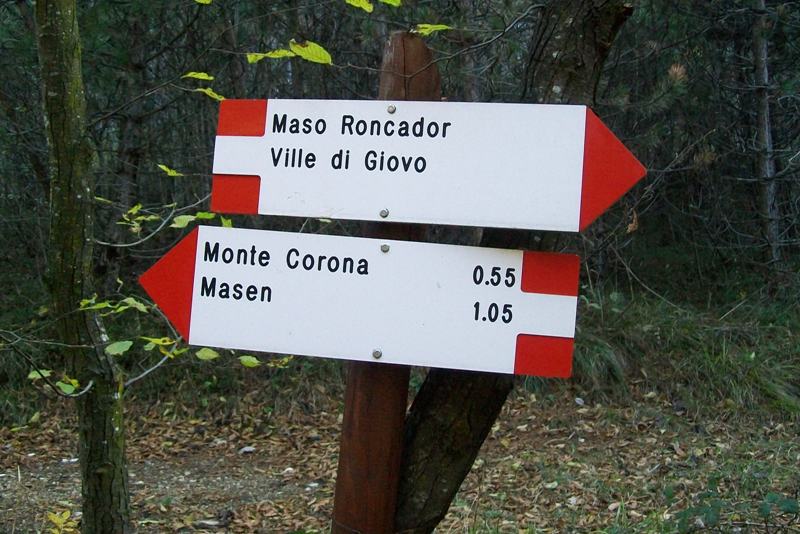 Maso Roncador
Ville di Giovo
Monte Corona 0.55
Masen 1.05